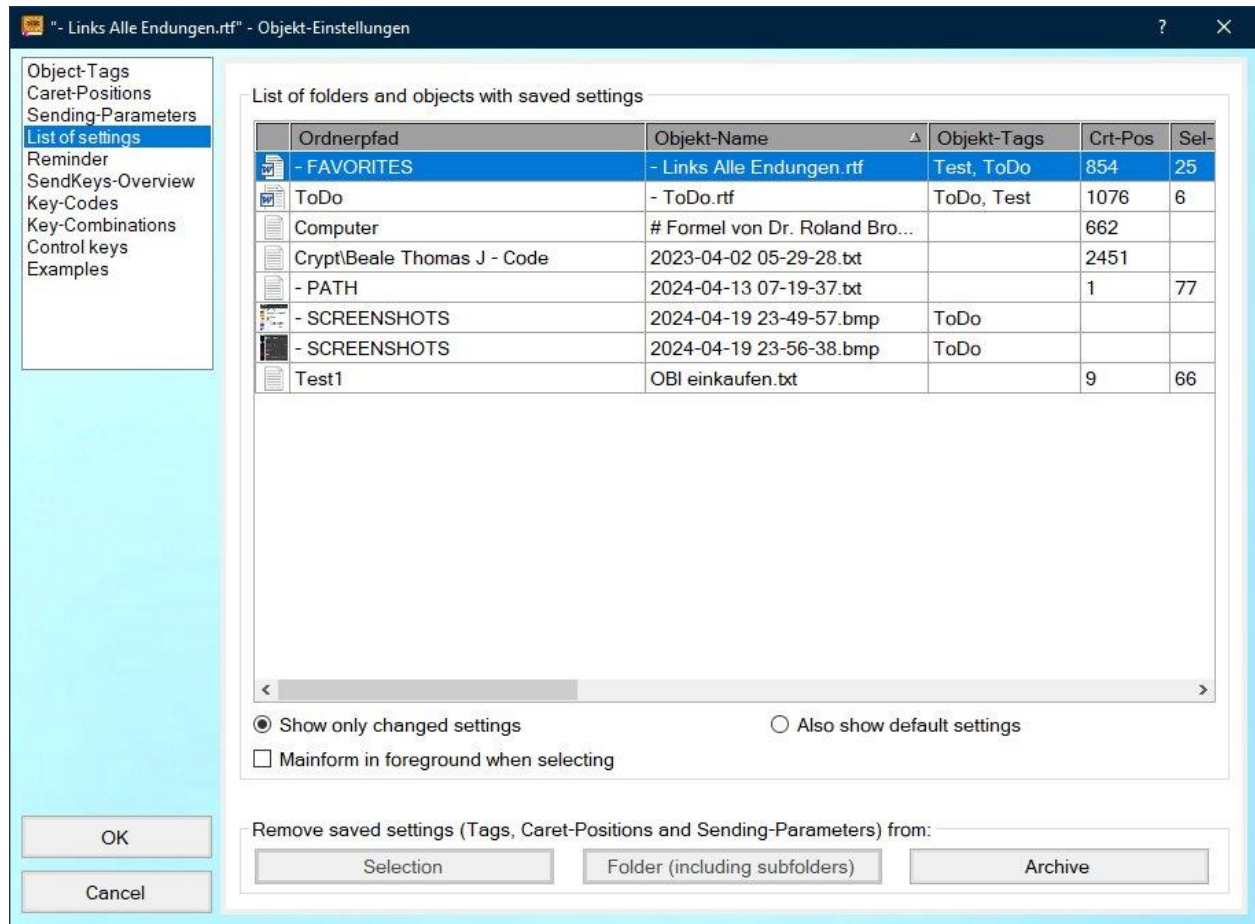 "- Links Alle Endungen.rtf" - Objekt-Einstellungen
Object-Tags
Caret-Positions
Sending-Parameters
List of settings
Reminder
SendKeys-Overview
Key-Codes
Key-Combinations
Control keys
Examples
List of folders and objects with saved settings
Ordnerpfad Objekt-Name Objekt-Tags Crt-Pos Sel-
- FAVORITES - Links Alle Endungen.rtf Test, ToDo 854 25
ToDo - ToDo.rtf ToDo, Test 1076 6
Computer # Formel von Dr. Roland Bro... 662
Crypt\Beale Thomas J - Code 2023-04-02 05-29-28.txt 2451
- PATH 2024-04-13 07-19-37.txt 1 77
- SCREENSHOTS 2024-04-19 23-49-57.bmp ToDo
- SCREENSHOTS 2024-04-19 23-56-38.bmp ToDo
Test1 OBI einkaufen.txt 9 66
Show only changed settings Also show default settings
Mainform in foreground when selecting
Remove saved settings (Tags, Caret-Positions and Sending-Parameters) from:
Selection Folder (including subfolders) Archive
OK
Cancel